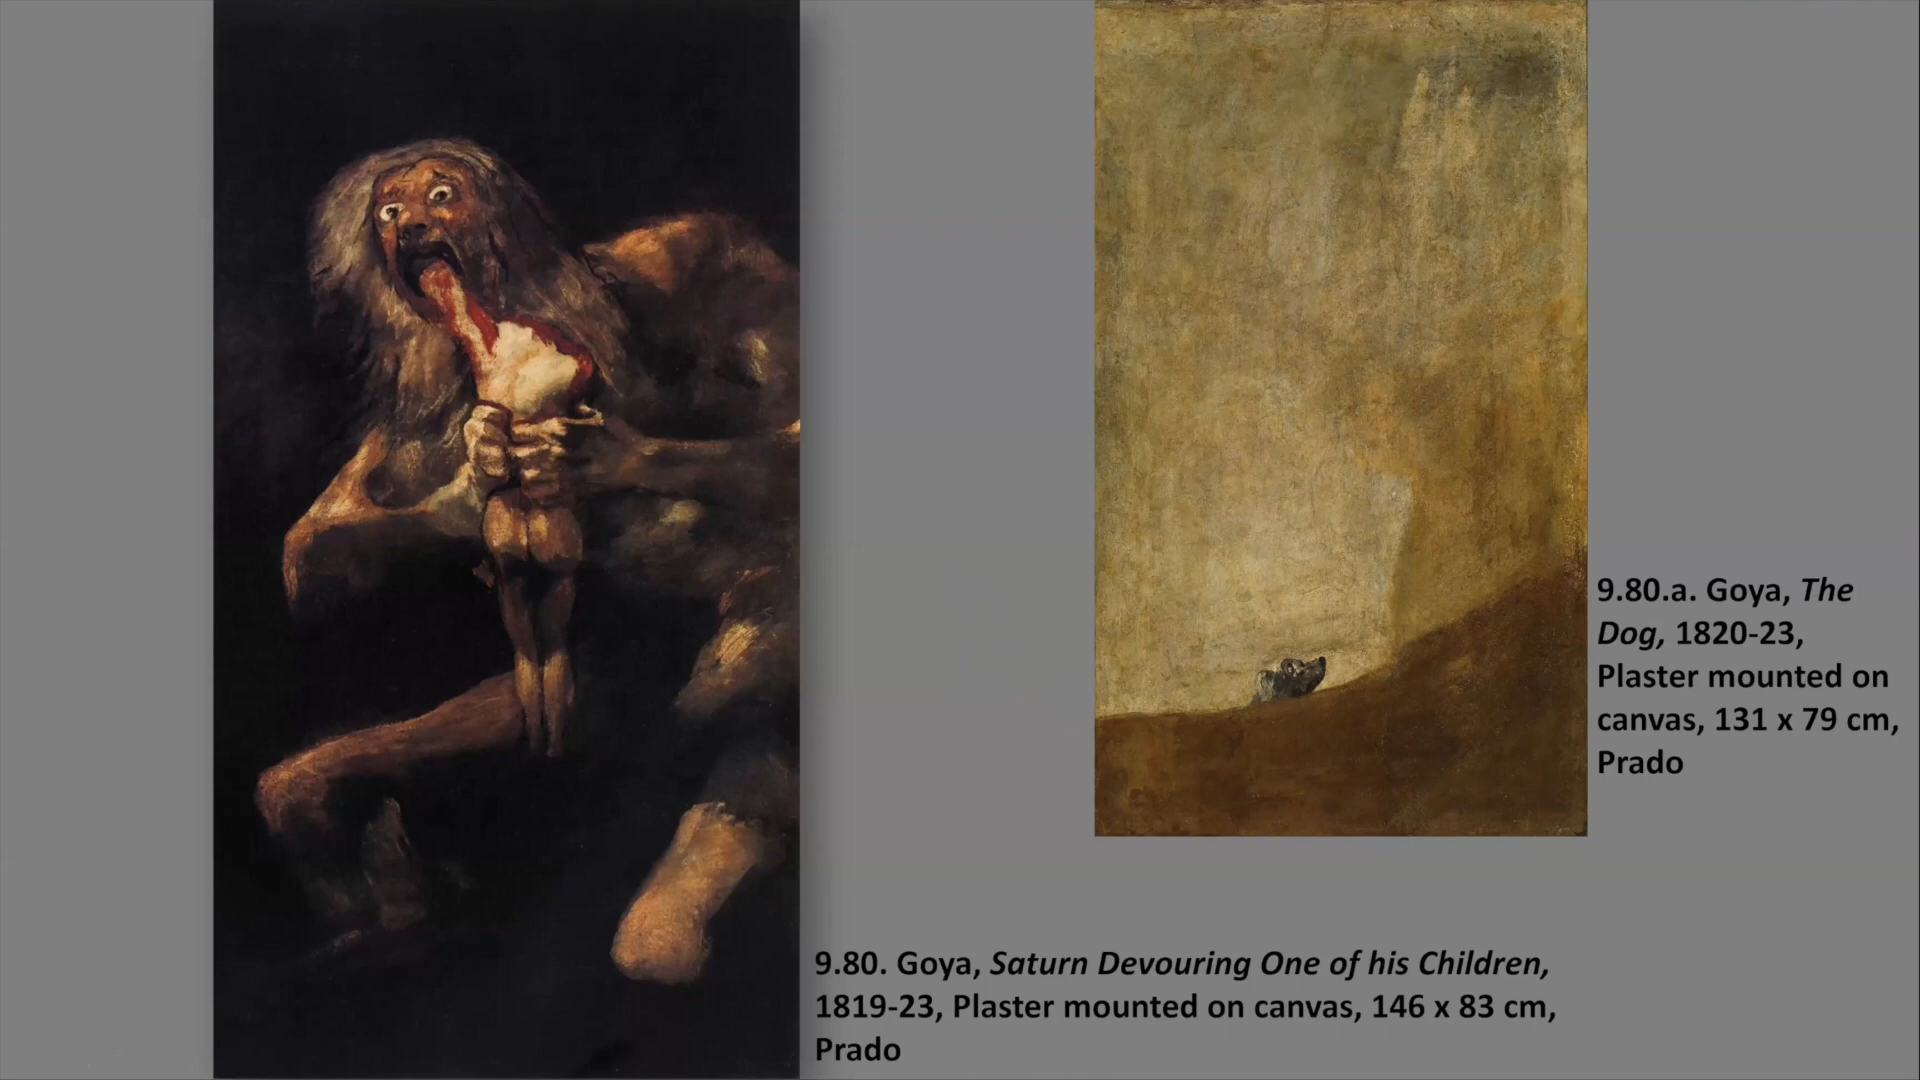 9.80.a. Goya, The
Dog, 1820-23,
Plaster mounted on
canvas, 131 x 79 cm,
Prado
9.80. Goya, Saturn Devouring One of his Children,
1819-23, Plaster mounted on canvas, 146 x 83 cm,
Prado